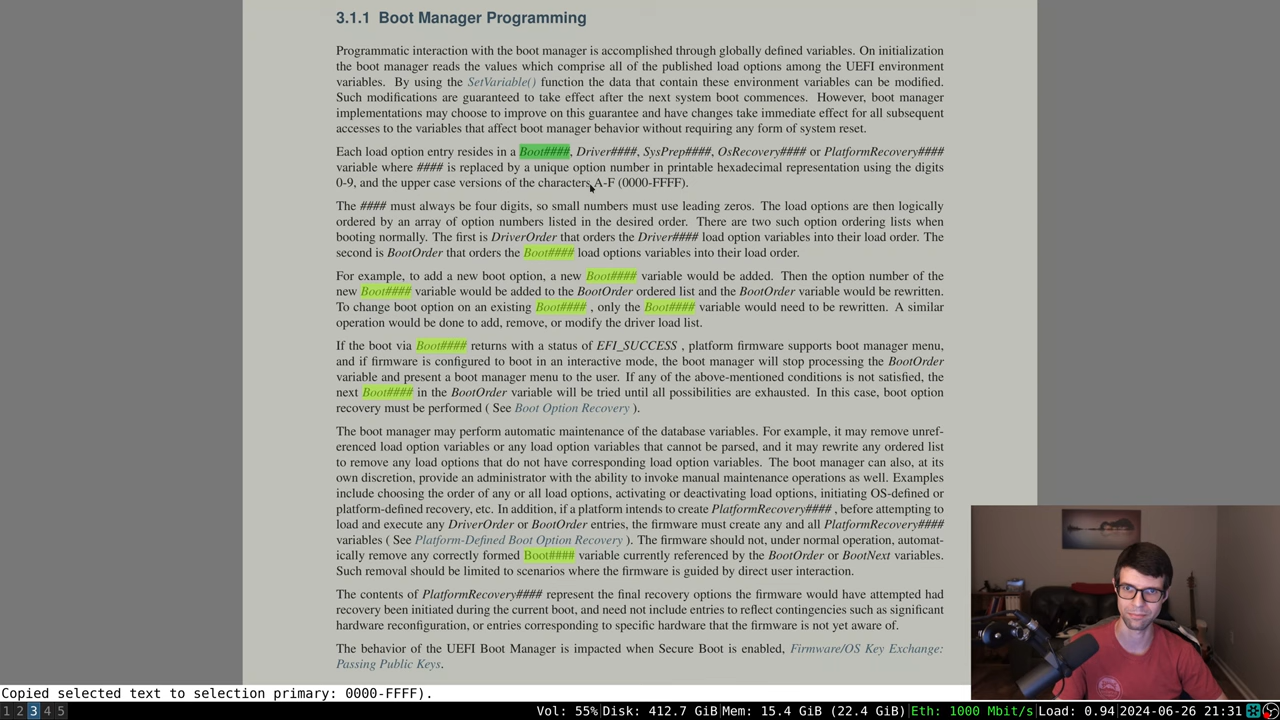 3.1.1 Boot Manager Programming
Programmatic interaction with the boot manager is accomplished through globally defined variables. On initialization
the boot manager reads the values which comprise all of the published load options among the UEFI environment
variables. By using the SetVariable() function the data that contain these environment variables can be modified.
Such modifications are guaranteed to take effect after the next system boot commences. However, boot manager
implementations may choose to improve on this guarantee and have changes take immediate effect for all subsequent
accesses to the variables that affect boot manager behavior without requiring any form of system reset.
Each load option entry resides in a Boot####, Driver####, SysPrep####, OsRecovery#### or PlatformRecovery####
variable where #### is replaced by a unique option number in printable hexadecimal representation using the digits
0-9, and the upper case versions of the characters A-F (0000-FFFF).
The #### must always be four digits, so small numbers must use leading zeros. The load options are then logically
ordered by an array of option numbers listed in the desired order. There are two such option ordering lists when
booting normally. The first is DriverOrder that orders the Driver#### load option variables into their load order. The
second is BootOrder that orders the Boot#### load options variables into their load order.
For example, to add a new boot option, a new Boot#### variable would be added. Then the option number of the
new Boot#### variable would be added to the BootOrder ordered list and the BootOrder variable would be rewritten.
To change boot option on an existing Boot#### , only the Boot#### variable would need to be rewritten. A similar
operation would be done to add, remove, or modify the driver load list.
If the boot via Boot#### returns with a status of EFI_SUCCESS , platform firmware supports boot manager menu,
and if firmware is configured to boot in an interactive mode, the boot manager will stop processing the BootOrder
variable and present a boot manager menu to the user. If any of the above-mentioned conditions is not satisfied, the
next Boot#### in the BootOrder variable will be tried until all possibilities are exhausted. In this case, boot option
recovery must be performed ( See Boot Option Recovery ).
The boot manager may perform automatic maintenance of the database variables. For example, it may remove unref-
erenced load option variables or any load option variables that cannot be parsed, and it may rewrite any ordered list
to remove any load options that do not have corresponding load option variables. The boot manager can also, at its
own discretion, provide an administrator with the ability to invoke manual maintenance operations as well. Examples
include choosing the order of any or all load options, activating or deactivating load options, initiating OS-defined or
platform-defined recovery, etc. In addition, if a platform intends to create PlatformRecovery#### , before attempting to
load and execute any DriverOrder or BootOrder entries, the firmware must create any and all PlatformRecovery####
variables ( See Platform-Defined Boot Option Recovery ). The firmware should not, under normal operation, automat-
ically remove any correctly formed Boot#### variable currently referenced by the BootOrder or BootNext variables.
Such removal should be limited to scenarios where the firmware is guided by direct user interaction.
The contents of PlatformRecovery#### represent the final recovery options the firmware would have attempted had
recovery been initiated during the current boot, and need not include entries to reflect contingencies such as significant
hardware reconfiguration, or entries corresponding to specific hardware that the firmware is not yet aware of.
The behavior of the UEFI Boot Manager is impacted when Secure Boot is enabled, Firmware/OS Key Exchange:
Passing Public Keys.
Copied selected text to selection primary: 0000-FFFF).
1 2 3 4 5 Vol: 55% Disk: 412.7 GiB Mem: 15.4 GiB (22.4 GiB) Eth: 1000 Mbit/s Load: 0.94 2024-06-26 21:31